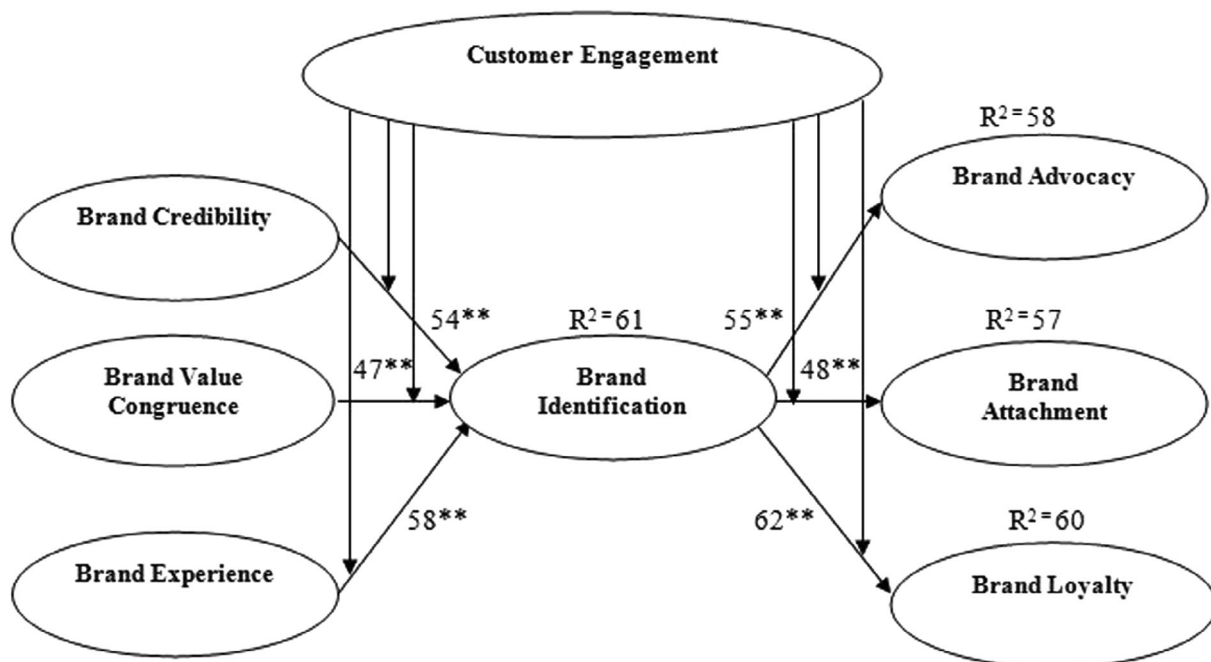 Customer Engagement
R² = 58
Brand Advocacy
Brand Credibility
54**
R² = 61
55**
R² = 57
47**
48**
Brand Value
Congruence
Brand
Identification
Brand
Attachment
58**
62**
R² = 60
Brand Experience
Brand Loyalty